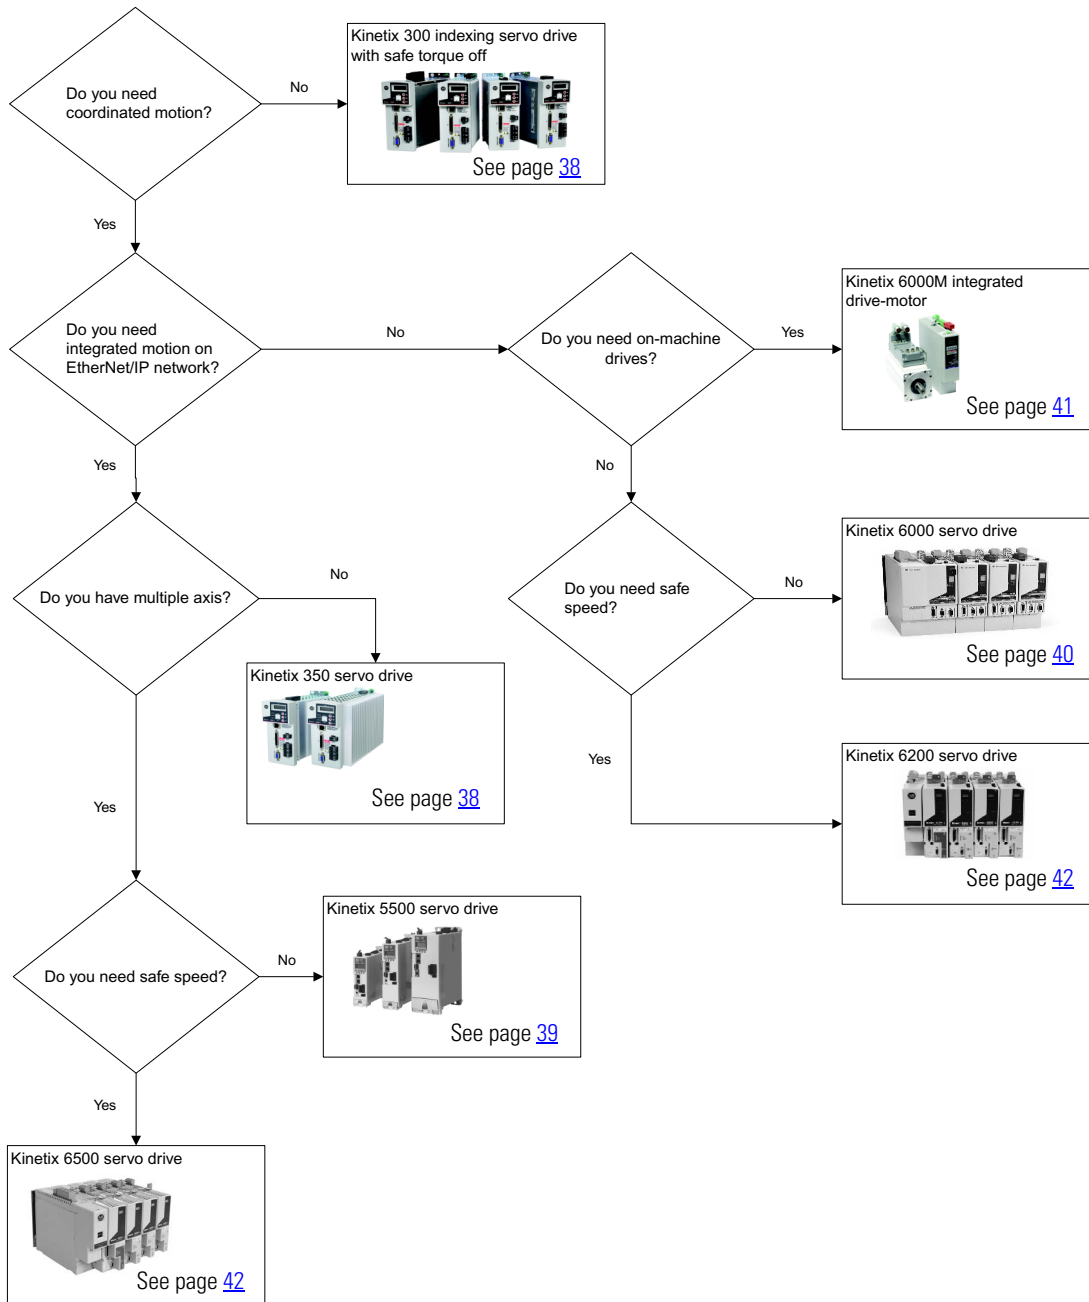 Do you need
coordinated motion?
No
Kinetix 300 indexing servo drive
with safe torque off
See page 38
Yes
Do you need
integrated motion on
EtherNet/IP network?
No
Do you need on-machine
drives?
Yes
Kinetix 6000M integrated
drive-motor
See page 41
Yes
No
Do you have multiple axis?
No
Kinetix 350 servo drive
See page 38
Do you need safe
speed?
No
Kinetix 6000 servo drive
See page 40
Yes
Kinetix 6200 servo drive
See page 42
Yes
Do you need safe speed?
No
Kinetix 5500 servo drive
See page 39
Yes
Kinetix 6500 servo drive
See page 42